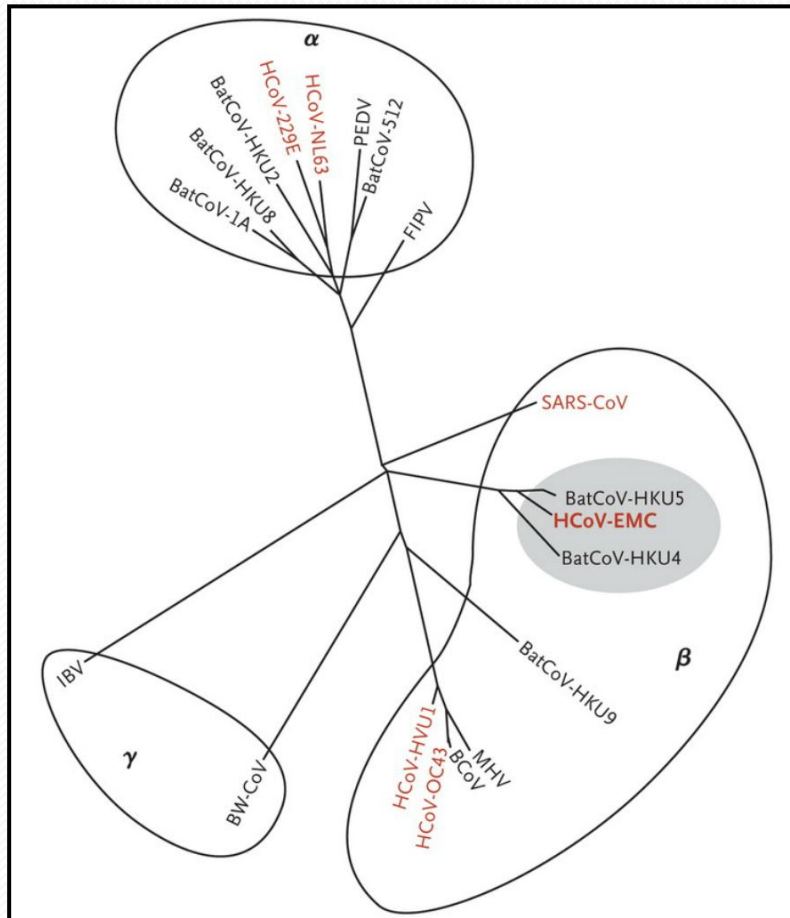 α
BatCoV-HKU2
HCoV-229E
HCoV-NL63
PEDV
BatCoV-512
BatCoV-HKU8
BatCoV-1A
FIPV
SARS-CoV
BatCoV-HKU5
HCoV-EMC
BatCoV-HKU4
BatCoV-HKU9
β
IBV
γ
BW-CoV
HCoV-HVU1
HCoV-OC43
BCoV
MHV